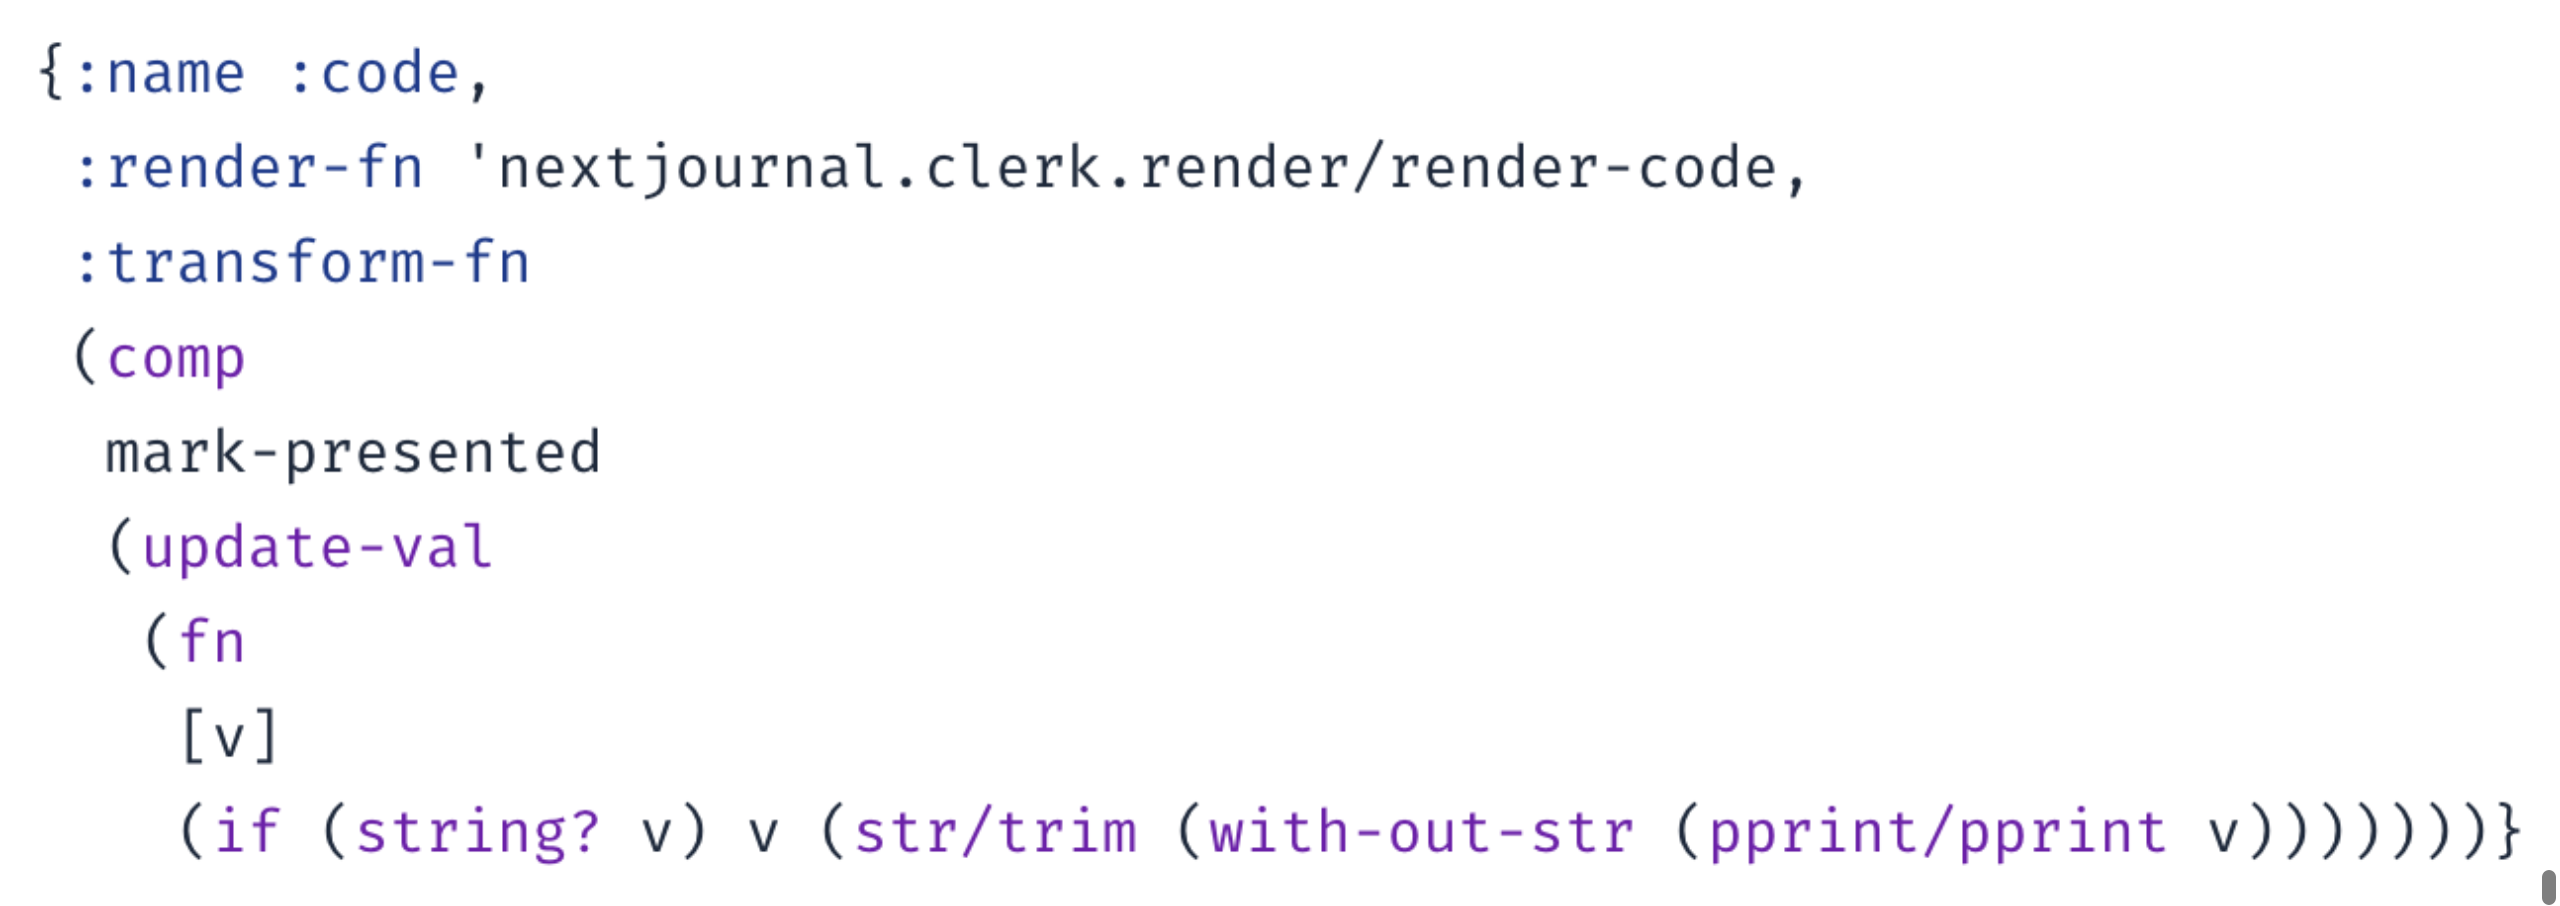 {:name :code,
 :render-fn 'nextjournal.clerk.render/render-code,
 :transform-fn
 (comp
  mark-presented
  (update-val
   (fn
    [v]
    (if (string? v) v (str/trim (with-out-str (pprint/pprint v)))))))}